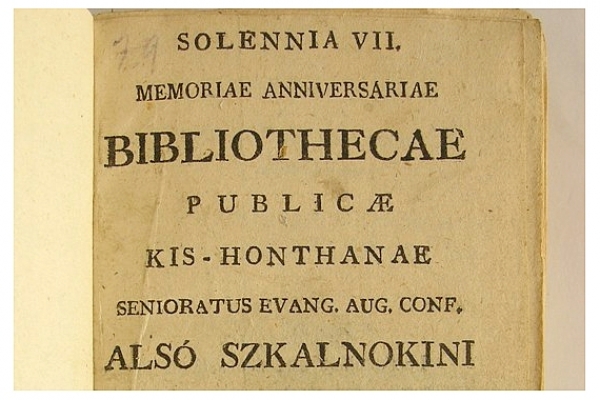 SOLENNIA VII.
MEMORIAE ANNIVERSARIAE
BIBLIOTHECAE
PUBLICÆ
KIS-HONTHANAE
SENIORATUS EVANG. AUG. CONF.
ALSÓ SZKALNOKINI